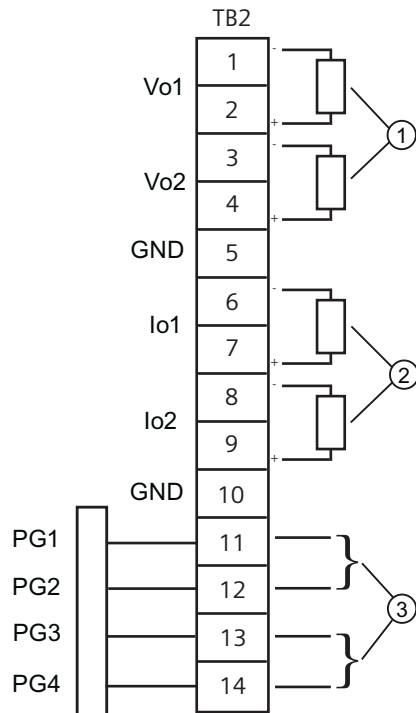 TB2
Vo1 1 -
2 +
①
Vo2 3 -
4 +
GND 5
Io1 6 -
7 +
②
Io2 8 -
9 +
GND 10
PG1 11
PG2 12
③
PG3 13
PG4 14